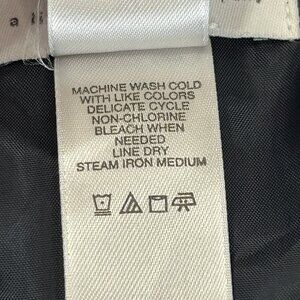 MACHINE WASH COLD
WITH LIKE COLORS
DELICATE CYCLE
NON-CHLORINE
BLEACH WHEN
NEEDED
LINE DRY
STEAM IRON MEDIUM